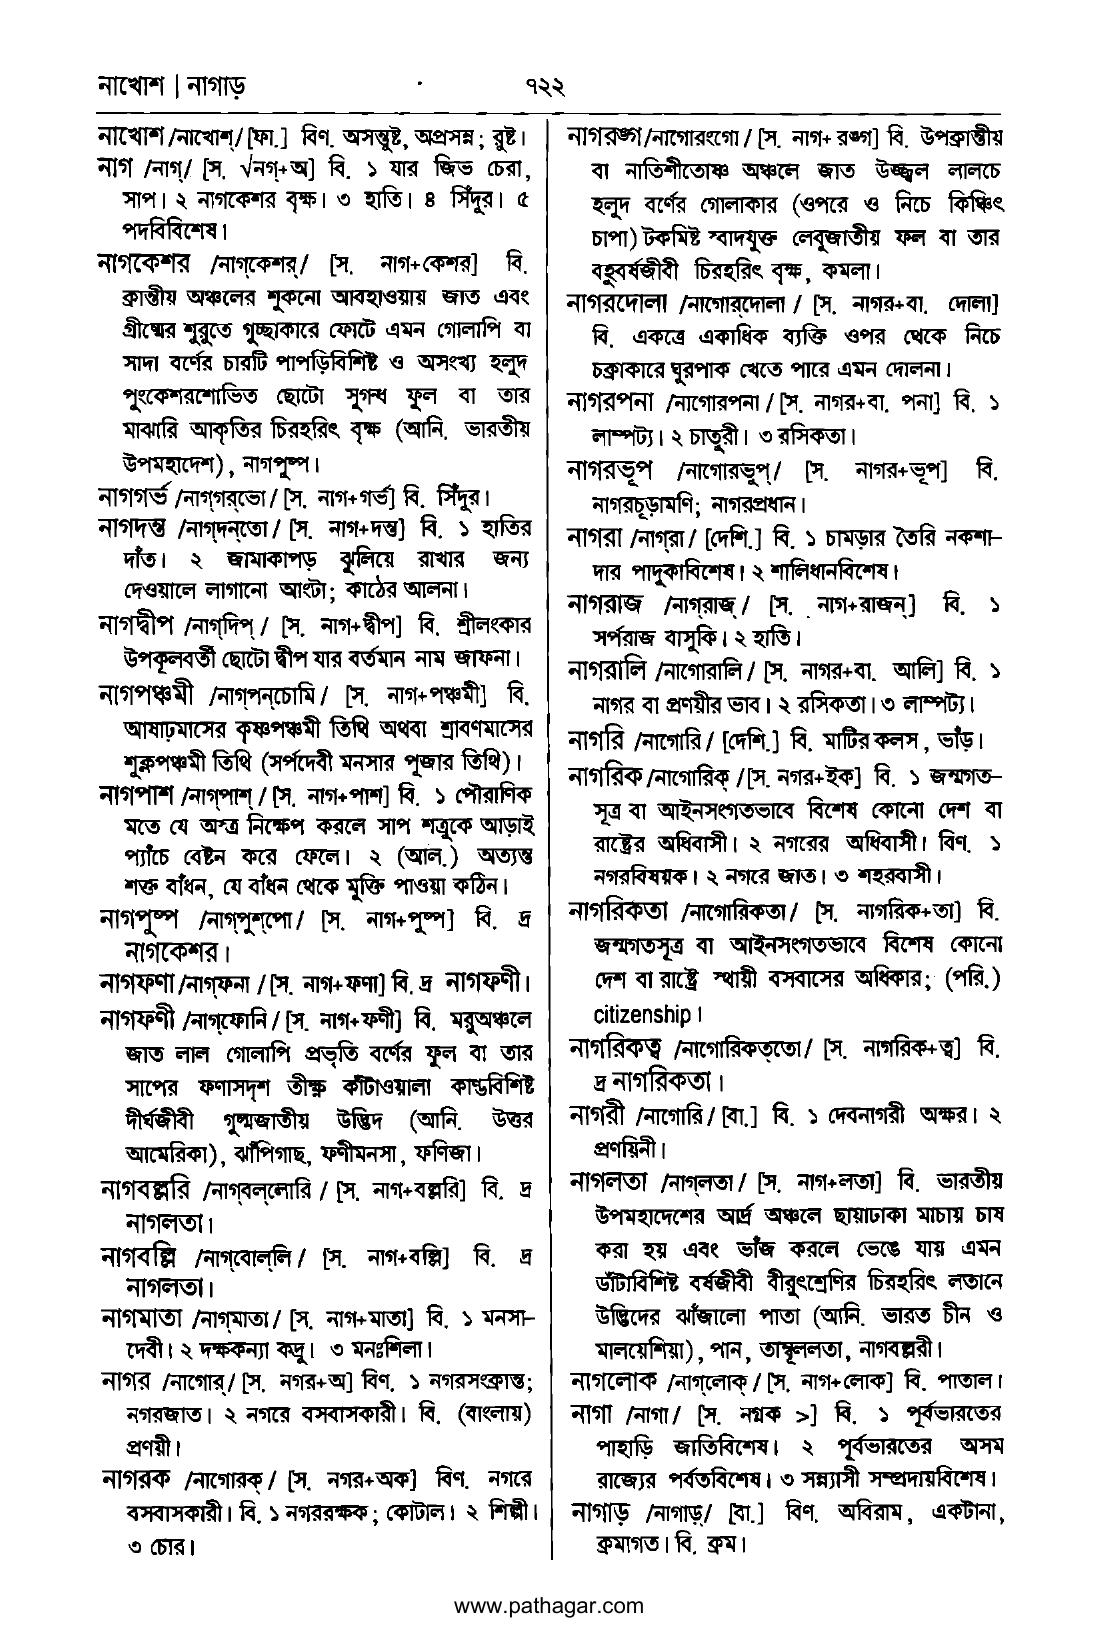 নাখোশ | নাগাড়
৭২২
নাখোশ /নাখোশ্/ [ফা.] বিণ. অসন্তুষ্ট, অপ্রসন্ন; রুষ্ট।
নাগ /নাগ্/ [স. √নগ্+অ] বি. ১ যার জিভ চেরা,
সাপ। ২ নাগকেশর বৃক্ষ। ৩ হাতি। ৪ সিঁদুর। ৫
পদবিবিশেষ।
নাগকেশর /নাগ্‌কেশর্/ [স. নাগ+কেশর] বি.
ক্রান্তীয় অঞ্চলের শুকনো আবহাওয়ায় জাত এবং
গ্রীষ্মের শুরুতে গুচ্ছাকারে ফোটে এমন গোলাপি বা
সাদা বর্ণের চারটি পাপড়িবিশিষ্ট ও অসংখ্য হলুদ
পুংকেশরশোভিত ছোটো সুগন্ধ ফুল বা তার
মাঝারি আকৃতির চিরহরিৎ বৃক্ষ (আনি. ভারতীয়
উপমহাদেশ), নাগপুষ্প।
নাগগর্ভ /নাগ্‌গর্‌ভো/ [স. নাগ+গর্ভ] বি. সিঁদুর।
নাগদন্ত /নাগ্‌দন্‌তো/ [স. নাগ+দন্ত] বি. ১ হাতির
দাঁত। ২ জামাকাপড় ঝুলিয়ে রাখার জন্য
দেওয়ালে লাগানো আংটা; কাঠের আলনা।
নাগদ্বীপ /নাগ্‌দিপ্/ [স. নাগ+দ্বীপ] বি. শ্রীলংকার
উপকূলবর্তী ছোটো দ্বীপ যার বর্তমান নাম জাফনা।
নাগপঞ্চমী /নাগ্‌পন্‌চোমি/ [স. নাগ+পঞ্চমী] বি.
আষাঢ়মাসের কৃষ্ণপঞ্চমী তিথি অথবা শ্রাবণমাসের
শুক্লপঞ্চমী তিথি (সর্পদেবী মনসার পূজার তিথি)।
নাগপাশ /নাগ্‌পাশ্/ [স. নাগ+পাশ] বি. ১ পৌরাণিক
মতে যে অস্ত্র নিক্ষেপ করলে সাপ শত্রুকে আড়াই
প্যাঁচে বেষ্টন করে ফেলে। ২ (আল.) অত্যন্ত
শক্ত বাঁধন, যে বাঁধন থেকে মুক্তি পাওয়া কঠিন।
নাগপুষ্প /নাগ্‌পুশ্‌পো/ [স. নাগ+পুষ্প] বি. দ্র
নাগকেশর।
নাগফণা /নাগ্‌ফনা/ [স. নাগ+ফণা] বি. দ্র নাগফণী।
নাগফণী /নাগ্‌ফোনি/ [স. নাগ+ফণী] বি. মরুঅঞ্চলে
জাত লাল গোলাপি প্রভৃতি বর্ণের ফুল বা তার
সাপের ফণাসদৃশ তীক্ষ্ণ কাঁটাওয়ালা কান্ডবিশিষ্ট
দীর্ঘজীবী গুল্মজাতীয় উদ্ভিদ (আনি. উত্তর
আমেরিকা), ঝাঁপিগাছ, ফণীমনসা, ফণিজা।
নাগবল্লরি /নাগ্‌বল্‌লোরি/ [স. নাগ+বল্লরি] বি. দ্র
নাগলতা।
নাগবল্লি /নাগ্‌বোল্‌লি/ [স. নাগ+বল্লি] বি. দ্র
নাগলতা।
নাগমাতা /নাগ্‌মাতা/ [স. নাগ+মাতা] বি. ১ মনসা-
দেবী। ২ দক্ষকন্যা কদ্রু। ৩ মনঃশিলা।
নাগর /নাগোর্/ [স. নগর+অ] বিণ. ১ নগরসংক্রান্ত;
নগরজাত। ২ নগরে বসবাসকারী। বি. (বাংলায়)
প্রণয়ী।
নাগরক /নাগোরক্/ [স. নগর+অক] বিণ. নগরে
বসবাসকারী। বি. ১ নগররক্ষক; কোটাল। ২ শিল্পী।
৩ চোর।
নাগরঙ্গ /নাগোরংগো/ [স. নাগ+রঙ্গ] বি. উপক্রান্তীয়
বা নাতিশীতোষ্ণ অঞ্চলে জাত উজ্জ্বল লালচে
হলুদ বর্ণের গোলাকার (ওপরে ও নিচে কিঞ্চিৎ
চাপা) টকমিষ্ট স্বাদযুক্ত লেবুজাতীয় ফল বা তার
বহুবর্ষজীবী চিরহরিৎ বৃক্ষ, কমলা।
নাগরদোলা /নাগোর্‌দোলা/ [স. নাগর+বা. দোলা]
বি. একত্রে একাধিক ব্যক্তি ওপর থেকে নিচে
চক্রাকারে ঘুরপাক খেতে পারে এমন দোলনা।
নাগরপনা /নাগোরপনা/ [স. নাগর+বা. পনা] বি. ১
লাম্পট্য। ২ চাতুরী। ৩ রসিকতা।
নাগরভূপ /নাগোরভুপ্/ [স. নাগর+ভূপ] বি.
নাগরচূড়ামণি; নাগরপ্রধান।
নাগরা /নাগ্‌রা/ [দেশি.] বি. ১ চামড়ার তৈরি নকশা-
দার পাদুকাবিশেষ। ২ শালিধানবিশেষ।
নাগরাজ /নাগ্‌রাজ্/ [স. নাগ+রাজন্] বি. ১
সর্পরাজ বাসুকি। ২ হাতি।
নাগরালি /নাগোরালি/ [স. নাগর+বা. আলি] বি. ১
নাগর বা প্রণয়ীর ভাব। ২ রসিকতা। ৩ লাম্পট্য।
নাগরি /নাগোরি/ [দেশি.] বি. মাটির কলস, ভাঁড়।
নাগরিক /নাগোরিক্/ [স. নগর+ইক] বি. ১ জন্মগত-
সূত্র বা আইনসংগতভাবে বিশেষ কোনো দেশ বা
রাষ্ট্রের অধিবাসী। ২ নগরের অধিবাসী। বিণ. ১
নগরবিষয়ক। ২ নগরে জাত। ৩ শহরবাসী।
নাগরিকতা /নাগোরিকতা/ [স. নাগরিক+তা] বি.
জন্মগতসূত্র বা আইনসংগতভাবে বিশেষ কোনো
দেশ বা রাষ্ট্রে স্থায়ী বসবাসের অধিকার; (পরি.)
citizenship।
নাগরিকত্ব /নাগোরিকত্‌তো/ [স. নাগরিক+ত্ব] বি.
দ্র নাগরিকতা।
নাগরী /নাগোরি/ [বা.] বি. ১ দেবনাগরী অক্ষর। ২
প্রণয়িনী।
নাগলতা /নাগ্‌লতা/ [স. নাগ+লতা] বি. ভারতীয়
উপমহাদেশের আর্দ্র অঞ্চলে ছায়াঢাকা মাচায় চাষ
করা হয় এবং ভাঁজ করলে ভেঙে যায় এমন
ডাঁটাবিশিষ্ট বর্ষজীবী বীরুৎশ্রেণির চিরহরিৎ লতানে
উদ্ভিদের ঝাঁজালো পাতা (আনি. ভারত চীন ও
মালয়েশিয়া), পান, তাম্বুললতা, নাগবল্লরী।
নাগলোক /নাগ্‌লোক্/ [স. নাগ+লোক] বি. পাতাল।
নাগা /নাগা/ [স. নগ্নক >] বি. ১ পূর্বভারতের
পাহাড়ি জাতিবিশেষ। ২ পূর্বভারতের অসম
রাজ্যের পর্বতবিশেষ। ৩ সন্ন্যাসী সম্প্রদায়বিশেষ।
নাগাড় /নাগাড়্/ [বা.] বিণ. অবিরাম, একটানা,
ক্রমাগত। বি. ক্রম।
www.pathagar.com